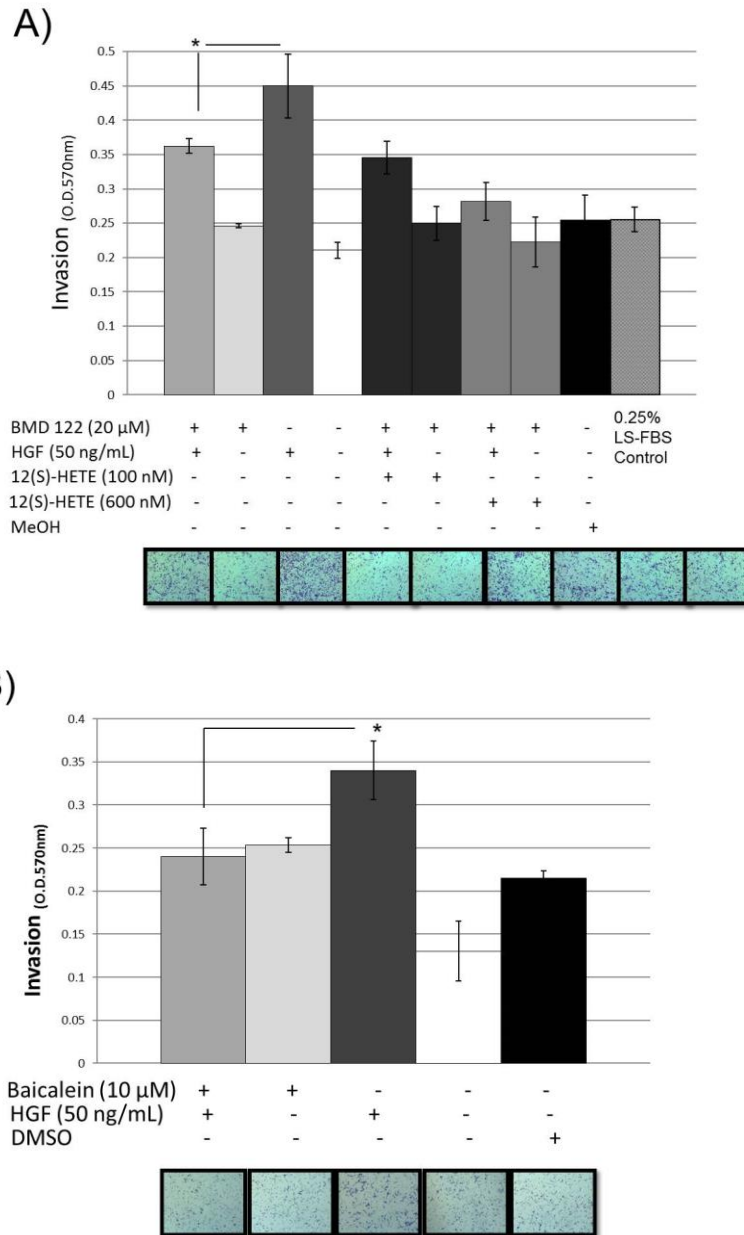 A)
*
0.5
0.45
0.4
0.35
0.3
0.25
0.2
0.15
0.1
0.05
0
Invasion (O.D.570nm)
BMD 122 (20 µM) + + - - + + + + -
HGF (50 ng/mL) + - + - + - + - -
12(S)-HETE (100 nM) - - - - + + - - -
12(S)-HETE (600 nM) - - - - - - + + -
MeOH - - - - - - - - +
0.25%
LS-FBS
Control
)
*
0.4
0.35
0.3
0.25
0.2
0.15
0.1
0.05
0
Invasion (O.D.570nm)
Baicalein (10 µM) + + - - -
HGF (50 ng/mL) + - + - -
DMSO - - - - +